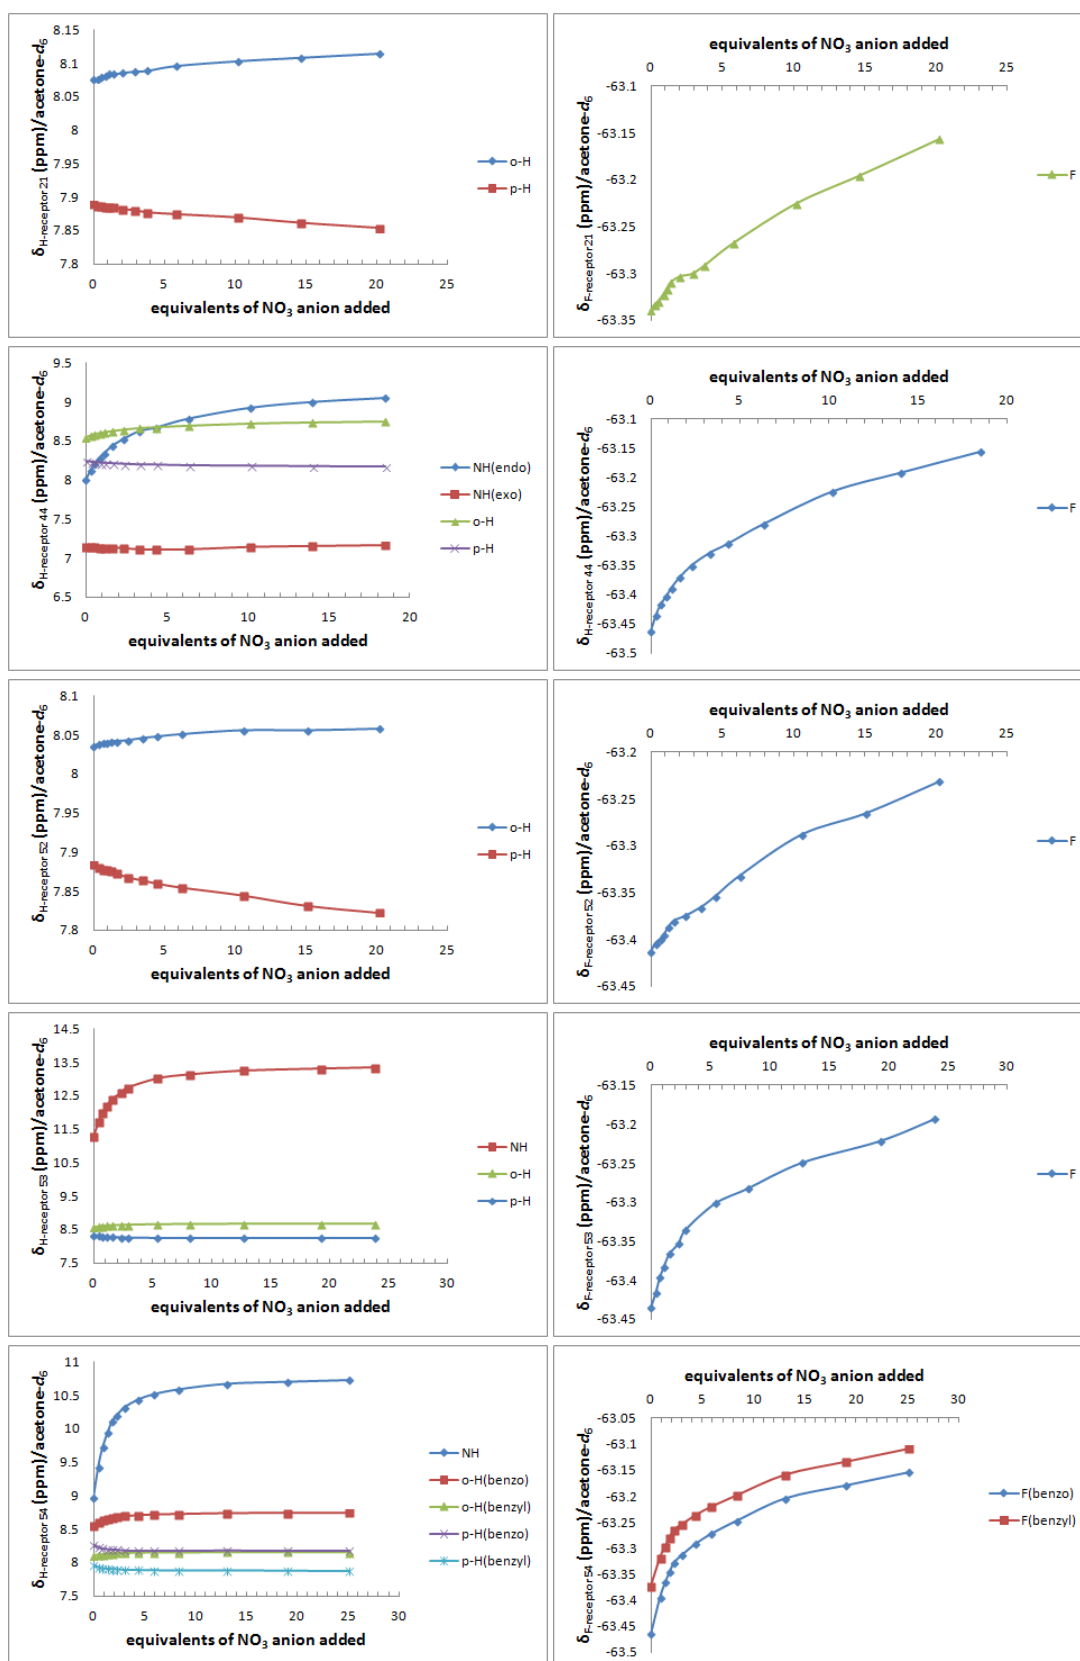 δH-receptor 21 (ppm)/acetone-d6
8.15
8.1
8.05
8
7.95
7.9
7.85
7.8
0 5 10 15 20 25
equivalents of NO3 anion added
o-H
p-H
equivalents of NO3 anion added
0 5 10 15 20 25
δF-receptor 21 (ppm)/acetone-d6
-63.1
-63.15
-63.2
-63.25
-63.3
-63.35
F
δH-receptor 44 (ppm)/acetone-d6
9.5
9
8.5
8
7.5
7
6.5
0 5 10 15 20
equivalents of NO3 anion added
NH(endo)
NH(exo)
o-H
p-H
equivalents of NO3 anion added
0 5 10 15 20
δH-receptor 44 (ppm)/acetone-d6
-63.1
-63.15
-63.2
-63.25
-63.3
-63.35
-63.4
-63.45
-63.5
F
δH-receptor 52 (ppm)/acetone-d6
8.1
8.05
8
7.95
7.9
7.85
7.8
0 5 10 15 20 25
equivalents of NO3 anion added
o-H
p-H
equivalents of NO3 anion added
0 5 10 15 20 25
δF-receptor 52 (ppm)/acetone-d6
-63.2
-63.25
-63.3
-63.35
-63.4
-63.45
F
δH-receptor 53 (ppm)/acetone-d6
14.5
13.5
12.5
11.5
10.5
9.5
8.5
7.5
0 5 10 15 20 25 30
equivalents of NO3 anion added
NH
o-H
p-H
equivalents of NO3 anion added
0 5 10 15 20 25 30
δF-receptor 53 (ppm)/acetone-d6
-63.15
-63.2
-63.25
-63.3
-63.35
-63.4
-63.45
F
δH-receptor 54 (ppm)/acetone-d6
11
10.5
10
9.5
9
8.5
8
7.5
0 5 10 15 20 25 30
equivalents of NO3 anion added
NH
o-H(benzo)
o-H(benzyl)
p-H(benzo)
p-H(benzyl)
equivalents of NO3 anion added
0 5 10 15 20 25 30
δF-receptor 54 (ppm)/acetone-d6
-63.05
-63.1
-63.15
-63.2
-63.25
-63.3
-63.35
-63.4
-63.45
-63.5
F(benzo)
F(benzyl)